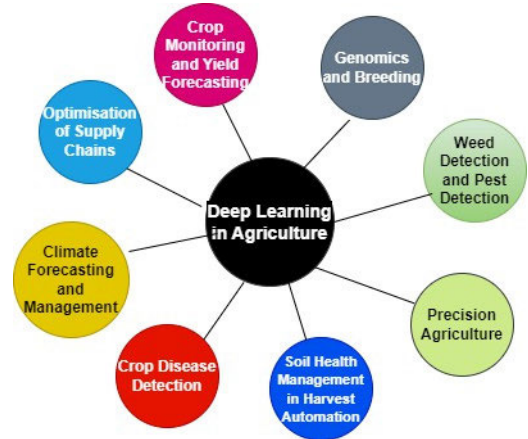 Crop
Monitoring
and Yield
Forecasting
Genomics
and Breeding
Optimisation
of Supply
Chains
Weed
Detection
and Pest
Detection
Deep Learning
in Agriculture
Climate
Forecasting
and
Management
Precision
Agriculture
Crop Disease
Detection
Soil Health
Management
in Harvest
Automation